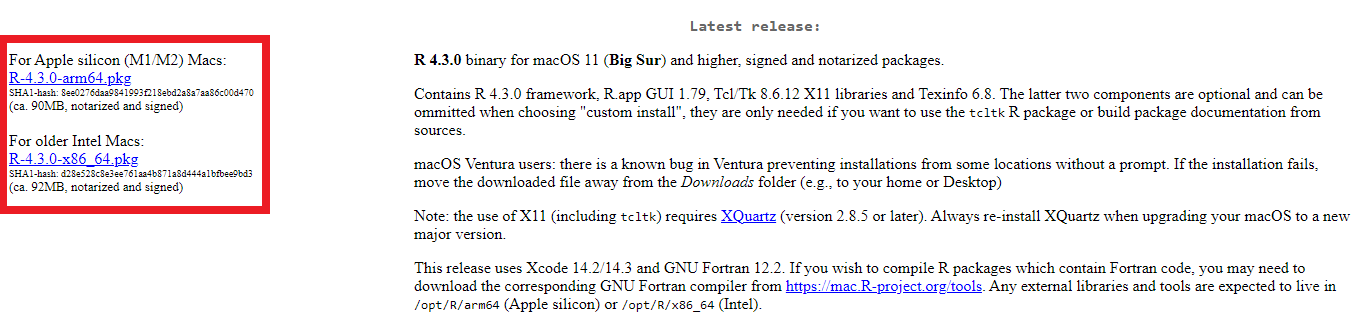 Latest release:
For Apple silicon (M1/M2) Macs:
R-4.3.0-arm64.pkg
SHA1-hash: 8ee0276daa9841993f218ebd2a8a7aa86c00d470
(ca. 90MB, notarized and signed)
For older Intel Macs:
R-4.3.0-x86_64.pkg
SHA1-hash: d28e528c8e3ee761aa4b871a8d444a1bfbee9bd3
(ca. 92MB, notarized and signed)
R 4.3.0 binary for macOS 11 (Big Sur) and higher, signed and notarized packages.
Contains R 4.3.0 framework, R.app GUI 1.79, Tcl/Tk 8.6.12 X11 libraries and Texinfo 6.8. The latter two components are optional and can be
ommitted when choosing "custom install", they are only needed if you want to use the tcltk R package or build package documentation from
sources.
macOS Ventura users: there is a known bug in Ventura preventing installations from some locations without a prompt. If the installation fails,
move the downloaded file away from the Downloads folder (e.g., to your home or Desktop)
Note: the use of X11 (including tcltk) requires XQuartz (version 2.8.5 or later). Always re-install XQuartz when upgrading your macOS to a new
major version.
This release uses Xcode 14.2/14.3 and GNU Fortran 12.2. If you wish to compile R packages which contain Fortran code, you may need to
download the corresponding GNU Fortran compiler from https://mac.R-project.org/tools. Any external libraries and tools are expected to live in
/opt/R/arm64 (Apple silicon) or /opt/R/x86_64 (Intel).